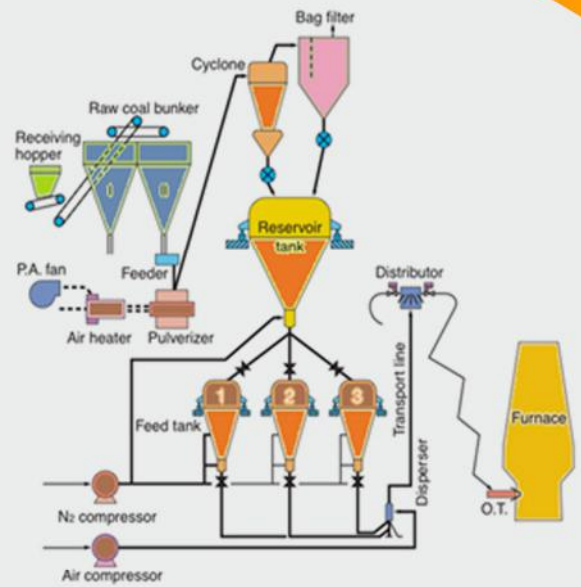 Bag filter
Cyclone
Raw coal bunker
Receiving
hopper
I
II
Reservoir
tank
P.A. fan
Feeder
Distributor
Air heater
Pulverizer
Transport line
1
2
3
Feed tank
Furnace
Disperser
O.T.
N₂ compressor
Air compressor